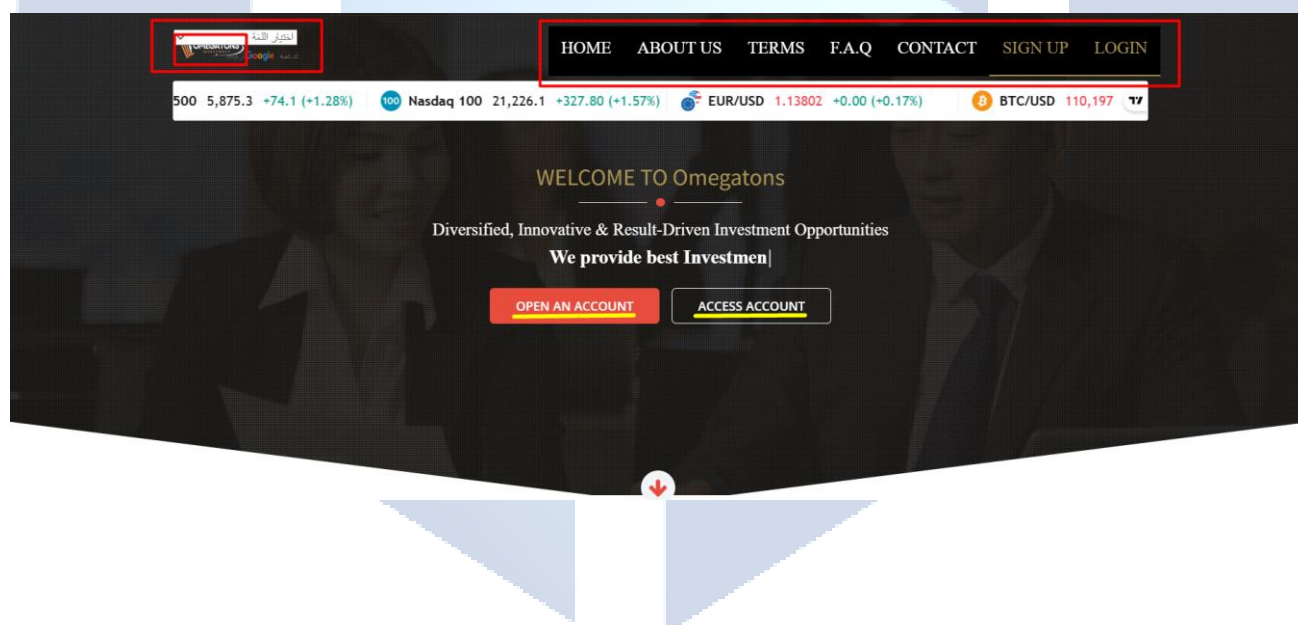 اختيار اللغة
OMEGATONS
Google
HOME ABOUT US TERMS F.A.Q CONTACT SIGN UP LOGIN
500 5,875.3 +74.1 (+1.28%) 100 Nasdaq 100 21,226.1 +327.80 (+1.57%) EUR/USD 1.13802 +0.00 (+0.17%) BTC/USD 110,197
WELCOME TO Omegatons
Diversified, Innovative & Result-Driven Investment Opportunities
We provide best Investmen|
OPEN AN ACCOUNT ACCESS ACCOUNT